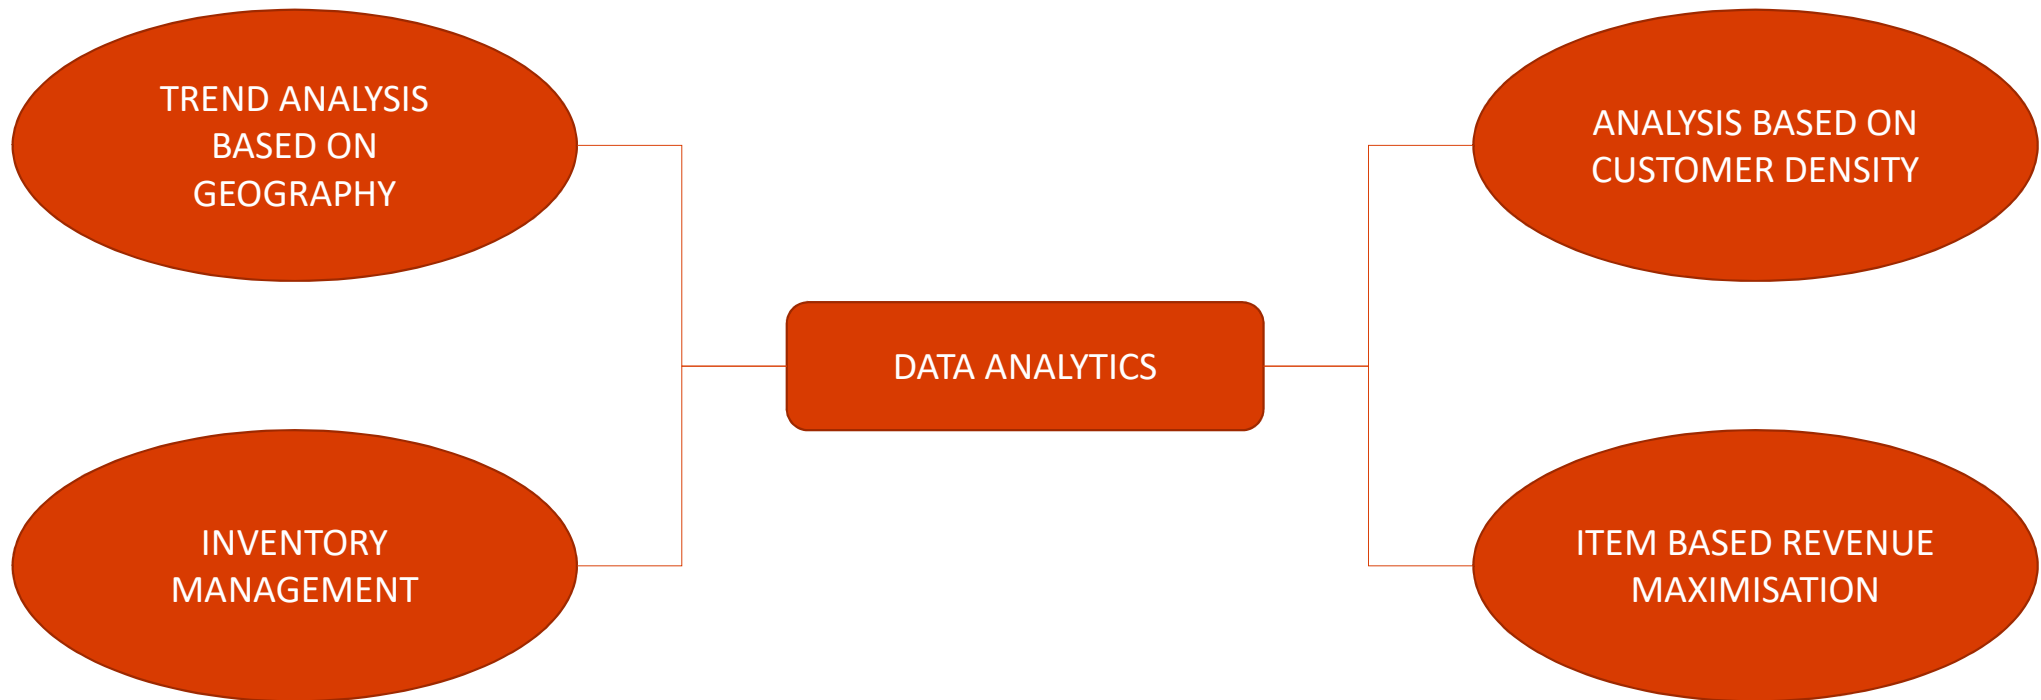 TREND ANALYSIS
BASED ON
GEOGRAPHY
ANALYSIS BASED ON
CUSTOMER DENSITY
DATA ANALYTICS
INVENTORY
MANAGEMENT
ITEM BASED REVENUE
MAXIMISATION